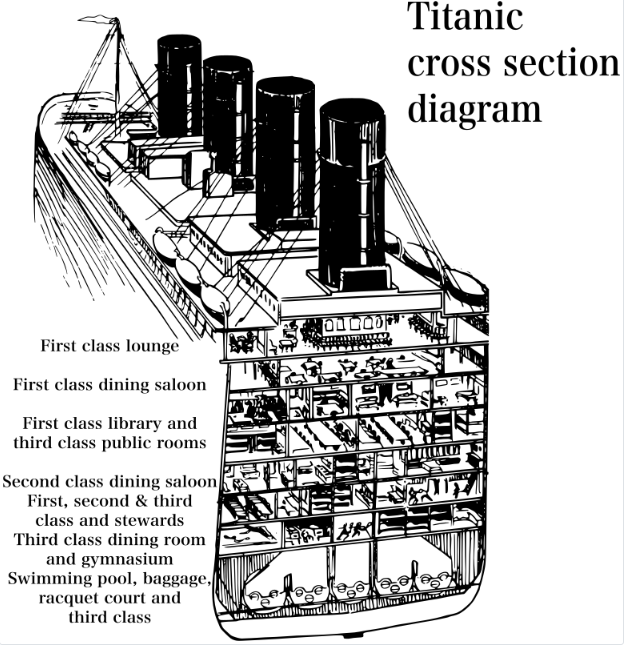 Titanic
cross section
diagram
First class lounge
First class dining saloon
First class library and
third class public rooms
Second class dining saloon
First, second & third
class and stewards
Third class dining room
and gymnasium
Swimming pool, baggage,
racquet court and
third class